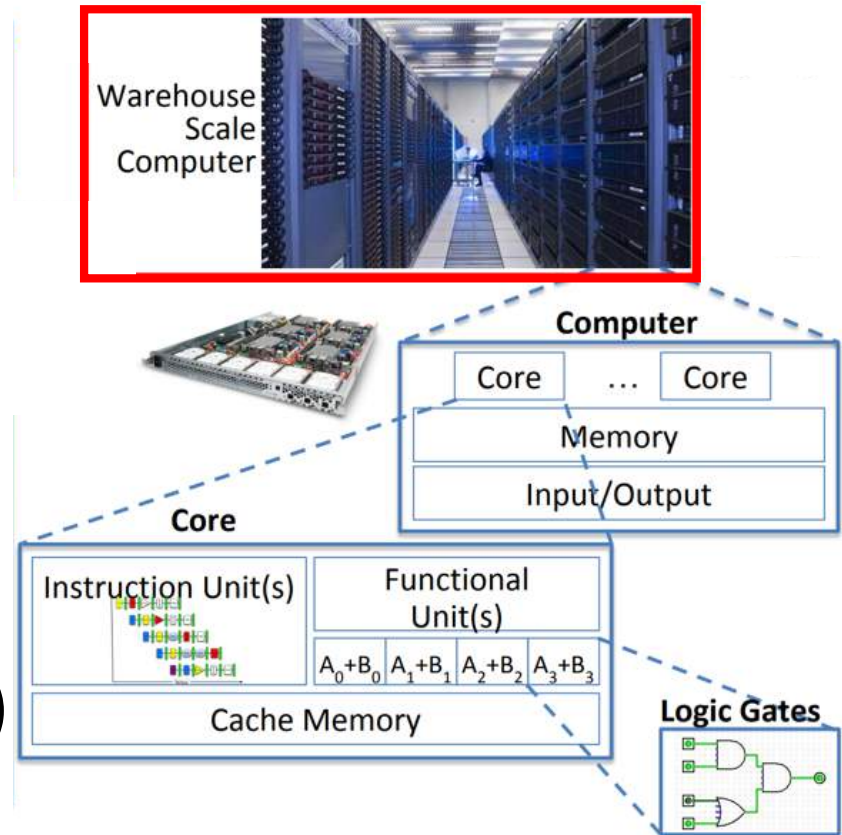 Warehouse
Scale
Computer
Computer
Core … Core
Memory
Input/Output
Core
Instruction Unit(s)
Functional
Unit(s)
A₀+B₀ A₁+B₁ A₂+B₂ A₃+B₃
Cache Memory
Logic Gates
)